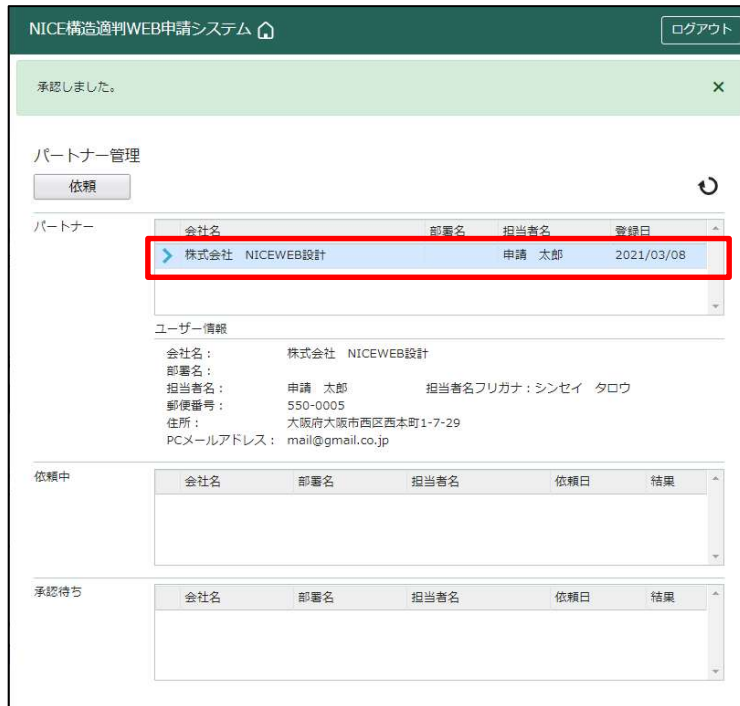 NICE構造適判WEB申請システム
ログアウト
承認しました。
×
パートナー管理
依頼
パートナー
会社名 部署名 担当者名 登録日
株式会社 NICEWEB設計 申請 太郎 2021/03/08
ユーザー情報
会社名： 株式会社 NICEWEB設計
部署名：
担当者名： 申請 太郎 担当者名フリガナ：シンセイ タロウ
郵便番号： 550-0005
住所： 大阪府大阪市西区西本町1-7-29
PCメールアドレス： mail@gmail.co.jp
依頼中
会社名 部署名 担当者名 依頼日 結果
承認待ち
会社名 部署名 担当者名 依頼日 結果